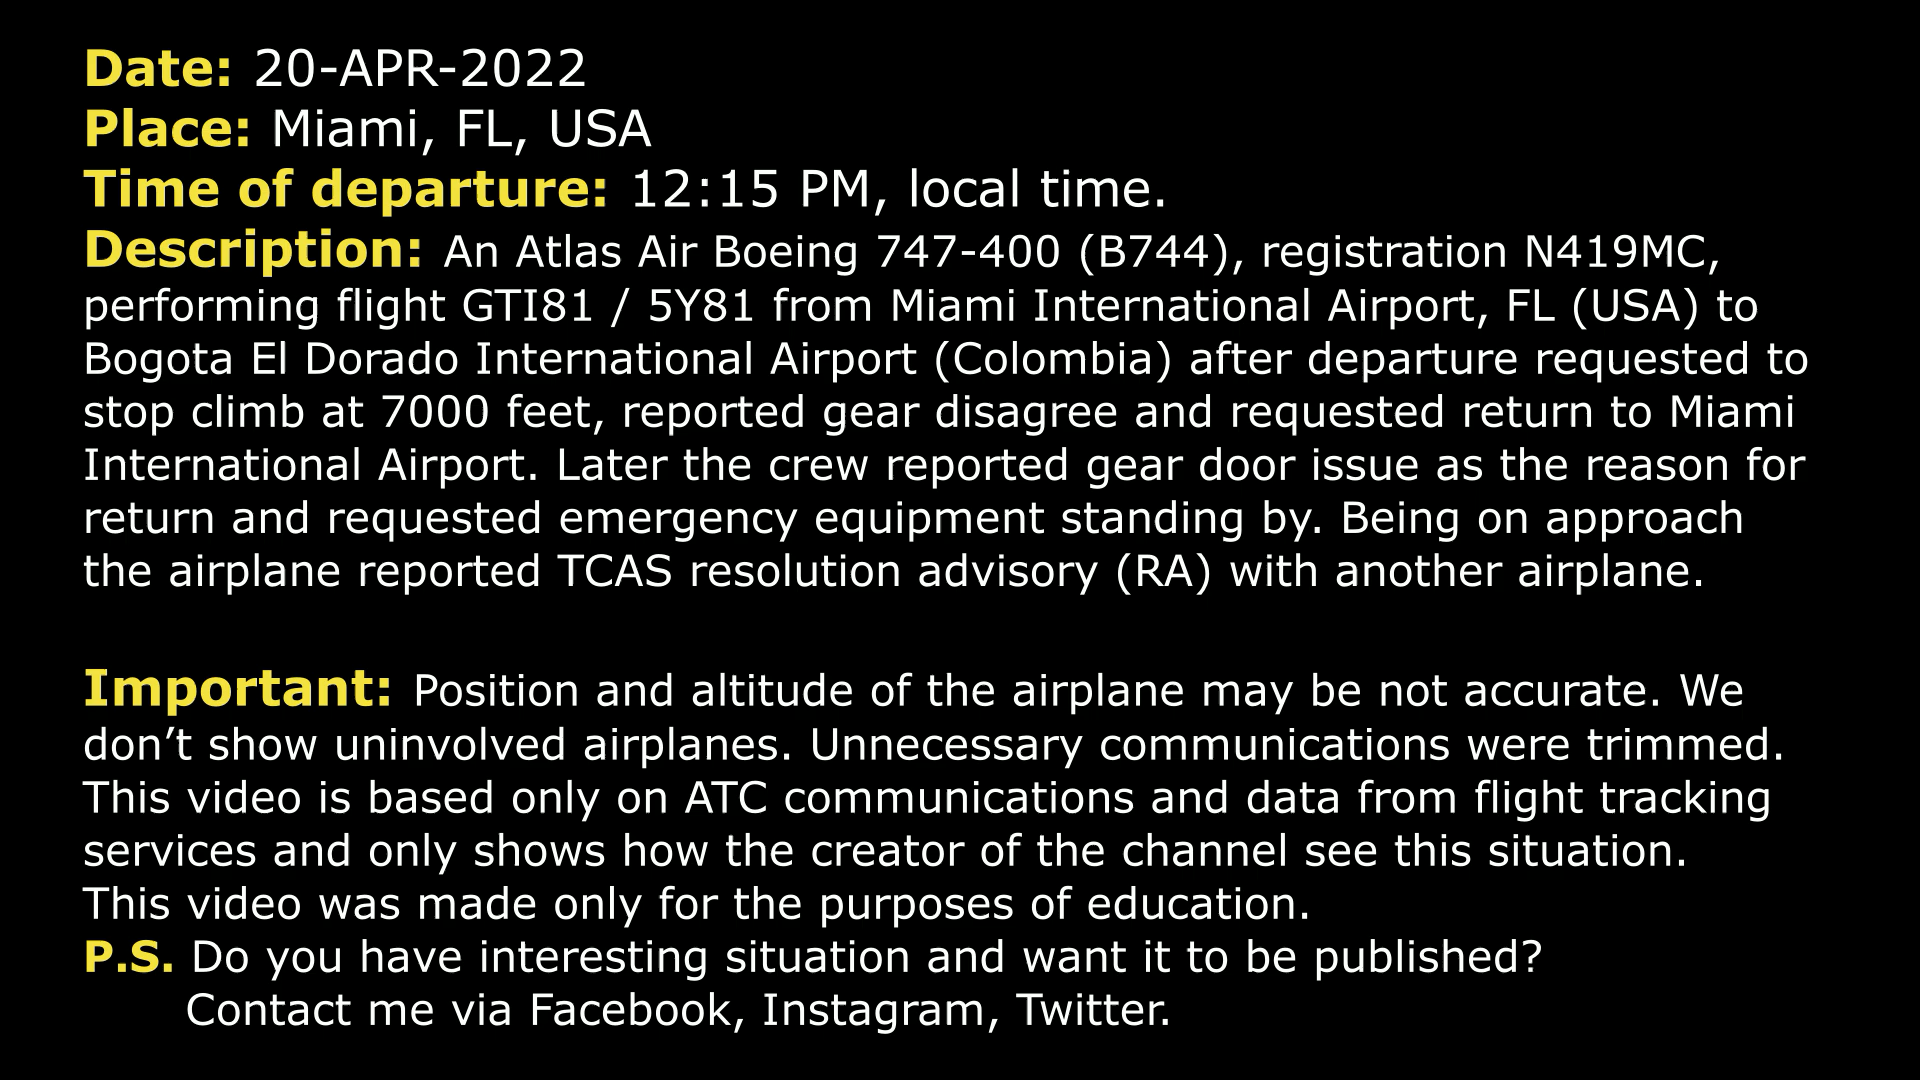 Date: 20-APR-2022
Place: Miami, FL, USA
Time of departure: 12:15 PM, local time.
Description: An Atlas Air Boeing 747-400 (B744), registration N419MC,
performing flight GTI81 / 5Y81 from Miami International Airport, FL (USA) to
Bogota El Dorado International Airport (Colombia) after departure requested to
stop climb at 7000 feet, reported gear disagree and requested return to Miami
International Airport. Later the crew reported gear door issue as the reason for
return and requested emergency equipment standing by. Being on approach
the airplane reported TCAS resolution advisory (RA) with another airplane.
Important: Position and altitude of the airplane may be not accurate. We
don’t show uninvolved airplanes. Unnecessary communications were trimmed.
This video is based only on ATC communications and data from flight tracking
services and only shows how the creator of the channel see this situation.
This video was made only for the purposes of education.
P.S. Do you have interesting situation and want it to be published?
Contact me via Facebook, Instagram, Twitter.